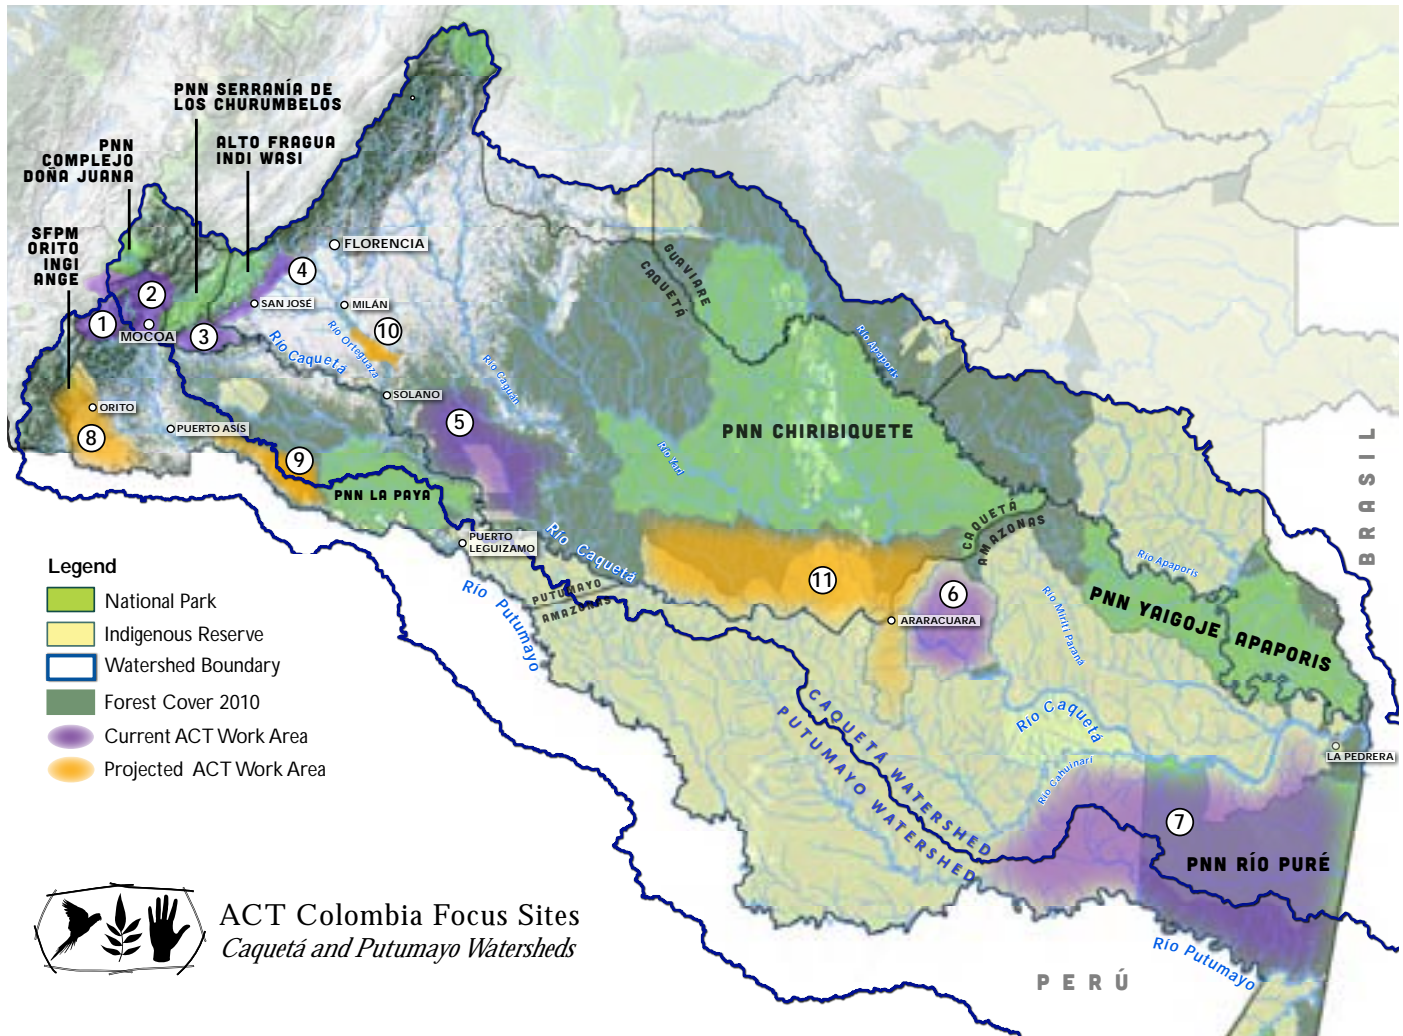 PNN SERRANÍA DE
LOS CHURUMBELOS
ALTO FRAGUA
INDI WASI
PNN
COMPLEJO
DOÑA JUANA
SFPM
ORITO
INGI
ANGE
FLORENCIA
4
2
SAN JOSÉ
MILÁN
1
MOCOA
3
10
Río Orteguaza
Río Caquetá
Río Caguán
SOLANO
ORITO
8
PUERTO ASÍS
5
9
PNN LA PAYA
PUERTO
LEGUIZAMO
GUAVIARE
CAQUETÁ
Río Apaporis
PNN CHIRIBIQUETE
Río Yarí
CAQUETÁ
AMAZONAS
BRASIL
Río Caquetá
PUTUMAYO
AMAZONAS
Río Putumayo
11
6
ARARACUARA
Río Apaporis
PNN YAIGOJE APAPORIS
Río Miriti Paraná
Río Caquetá
CAQUETÁ WATERSHED
PUTUMAYO WATERSHED
Río Cahuinarí
LA PEDRERA
7
PNN RÍO PURÉ
Río Putumayo
PERÚ
Legend
National Park
Indigenous Reserve
Watershed Boundary
Forest Cover 2010
Current ACT Work Area
Projected ACT Work Area
ACT Colombia Focus Sites
Caquetá and Putumayo Watersheds